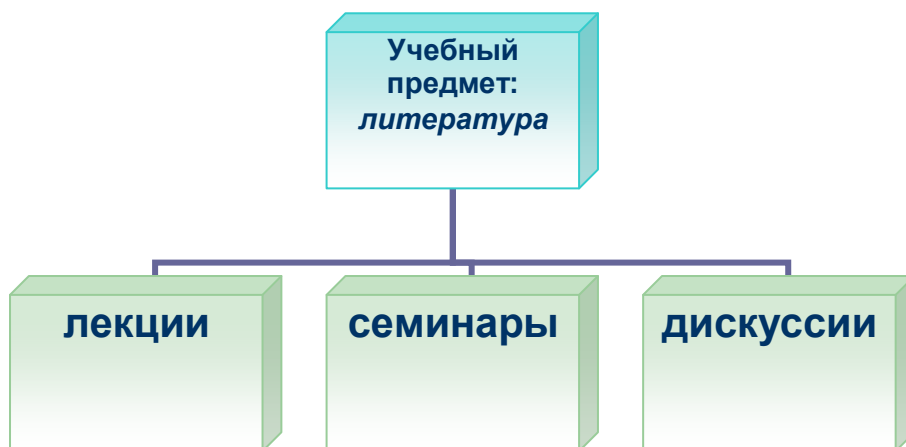 Учебный
предмет:
литература
лекции
семинары
дискуссии